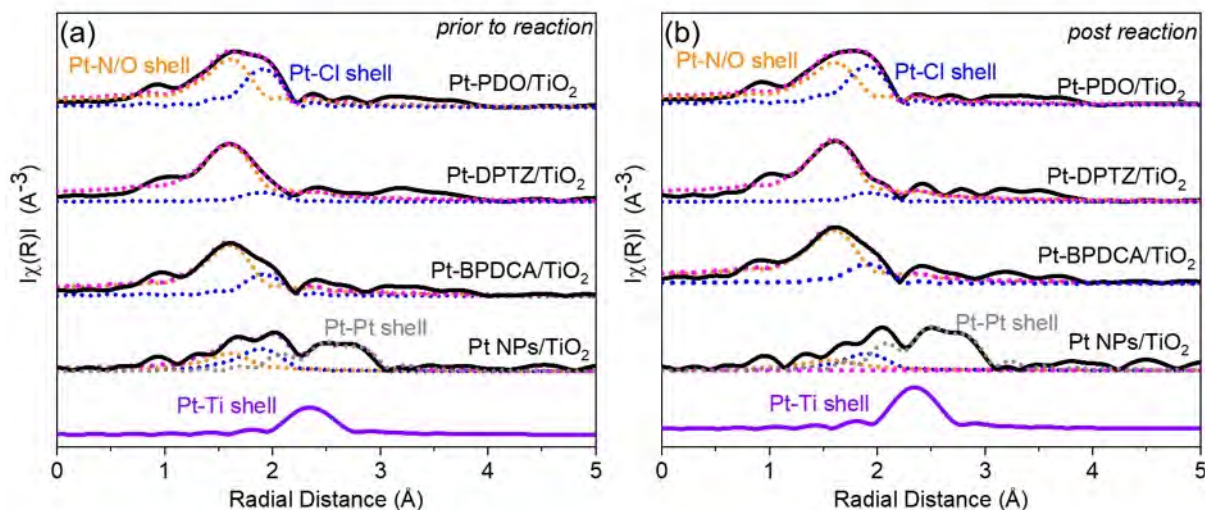 (a)
prior to reaction
Pt-N/O shell
Pt-Cl shell
Pt-PDO/TiO₂
Pt-DPTZ/TiO₂
Pt-BPDCA/TiO₂
Pt-Pt shell
Pt NPs/TiO₂
Pt-Ti shell
|χ(R)| (A⁻³)
0 1 2 3 4 5
Radial Distance (Å)
(b)
post reaction
Pt-N/O shell
Pt-Cl shell
Pt-PDO/TiO₂
Pt-DPTZ/TiO₂
Pt-BPDCA/TiO₂
Pt-Pt shell
Pt NPs/TiO₂
Pt-Ti shell
|χ(R)| (A⁻³)
0 1 2 3 4 5
Radial Distance (Å)